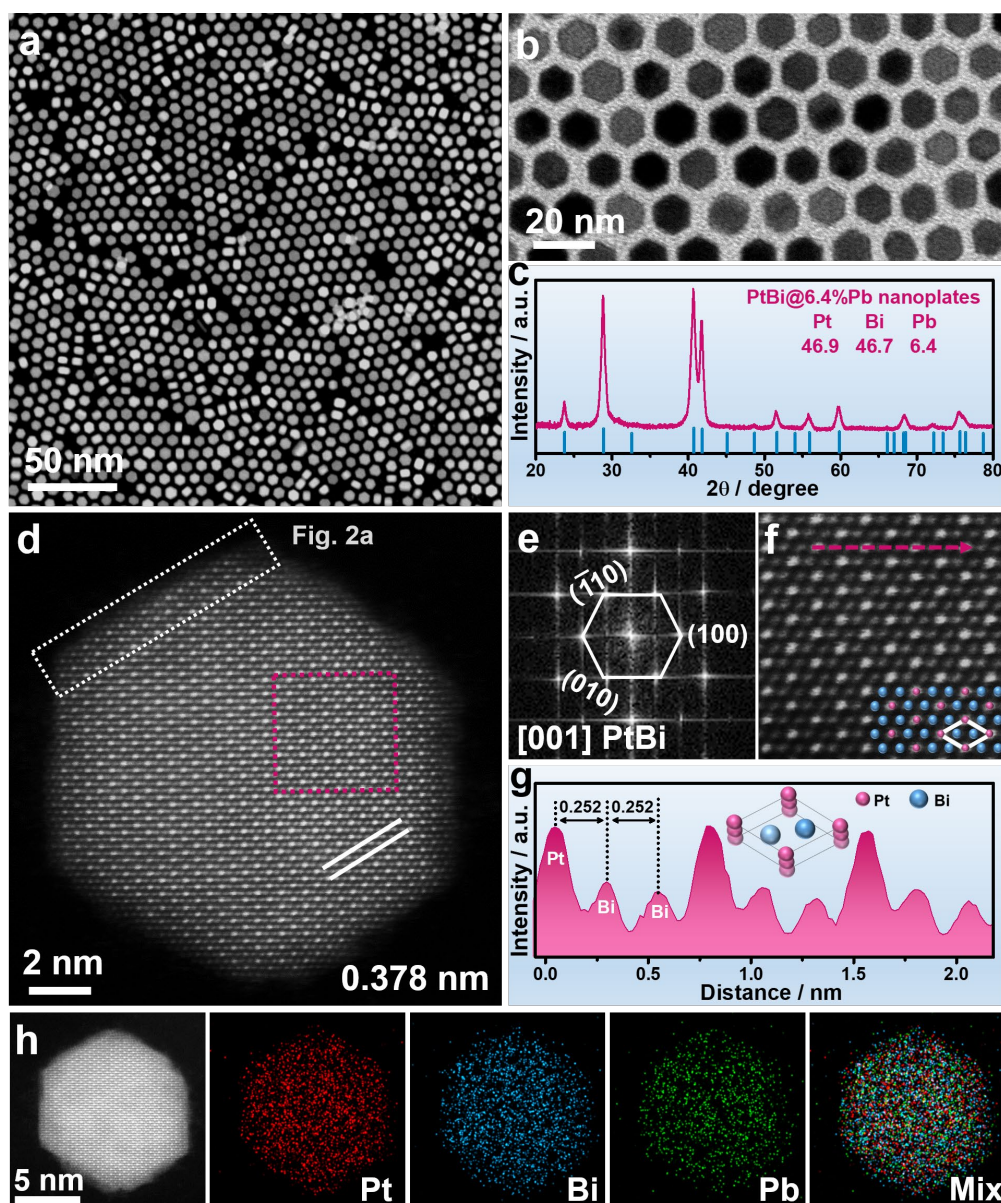 a
50 nm
b
20 nm
c
PtBi@6.4%Pb nanoplates
Pt Bi Pb
46.9 46.7 6.4
Intensity / a.u.
20 30 40 50 60 70 80
2θ / degree
d
Fig. 2a
2 nm
0.378 nm
e
(1̅10)
(100)
(010)
[001] PtBi
f
g
0.252 0.252
Pt Bi
Pt
Bi
Bi
Intensity / a.u.
0.0 0.5 1.0 1.5 2.0
Distance / nm
h
5 nm
Pt
Bi
Pb
Mix